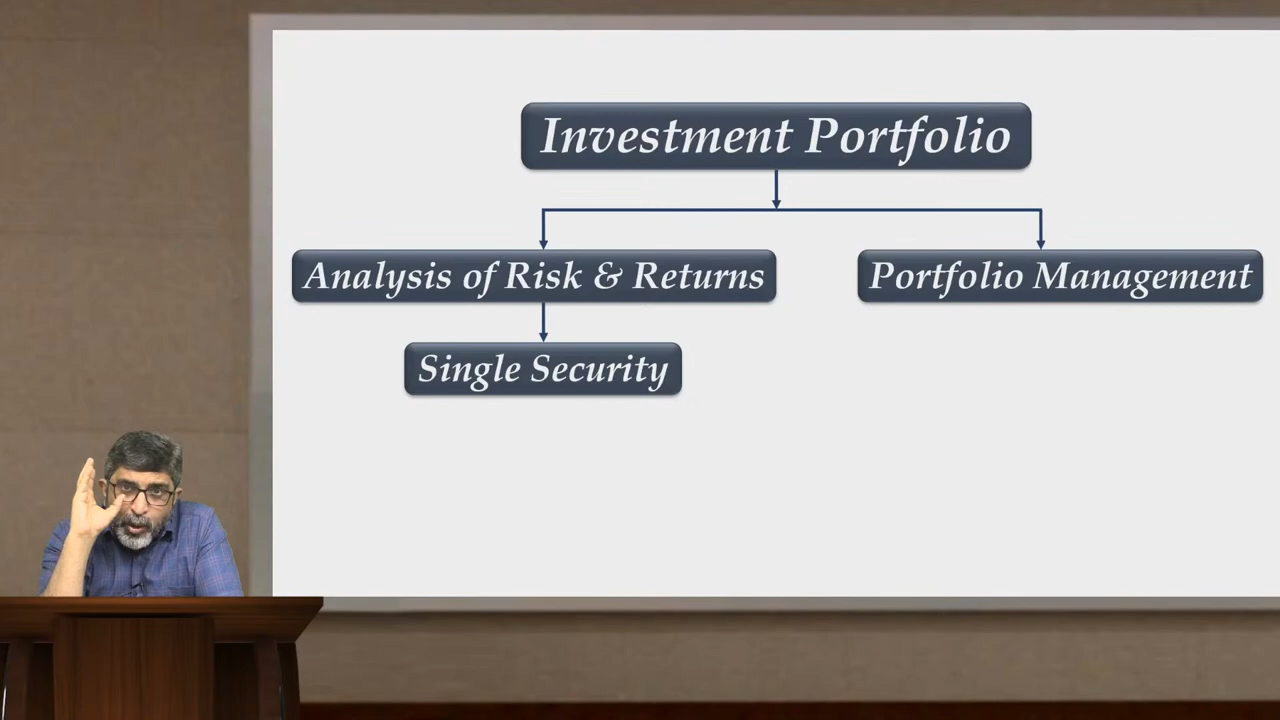 Investment Portfolio
Analysis of Risk & Returns
Portfolio Management
Single Security